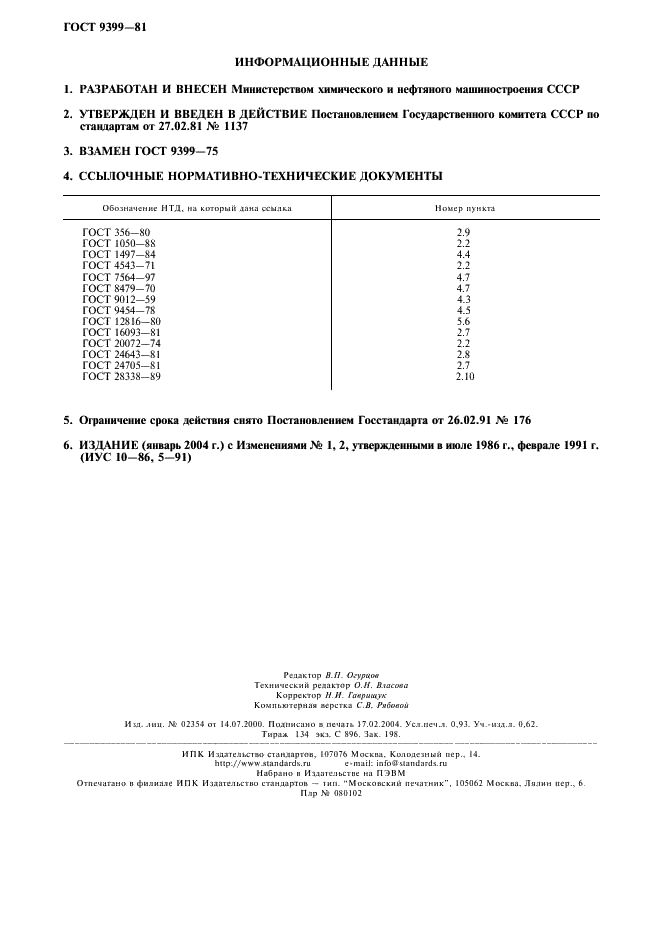 ГОСТ 9399—81
ИНФОРМАЦИОННЫЕ ДАННЫЕ
1. РАЗРАБОТАН И ВНЕСЕН Министерством химического и нефтяного машиностроения СССР
2. УТВЕРЖДЕН И ВВЕДЕН В ДЕЙСТВИЕ Постановлением Государственного комитета СССР по
стандартам от 27.02.81 № 1137
3. ВЗАМЕН ГОСТ 9399—75
4. ССЫЛОЧНЫЕ НОРМАТИВНО-ТЕХНИЧЕСКИЕ ДОКУМЕНТЫ
Обозначение НТД, на который дана ссылка Номер пункта
ГОСТ 356—80 2.9
ГОСТ 1050—88 2.2
ГОСТ 1497—84 4.4
ГОСТ 4543—71 2.2
ГОСТ 7564—97 4.7
ГОСТ 8479—70 4.7
ГОСТ 9012—59 4.3
ГОСТ 9454—78 4.5
ГОСТ 12816—80 5.6
ГОСТ 16093—81 2.7
ГОСТ 20072—74 2.2
ГОСТ 24643—81 2.8
ГОСТ 24705—81 2.7
ГОСТ 28338—89 2.10
5. Ограничение срока действия снято Постановлением Госстандарта от 26.02.91 № 176
6. ИЗДАНИЕ (январь 2004 г.) с Изменениями № 1, 2, утвержденными в июле 1986 г., феврале 1991 г.
(ИУС 10—86, 5—91)
Редактор В.П. Огурцов
Технический редактор О.Н. Власова
Корректор Н.И. Гаврищук
Компьютерная верстка С.В. Рябовой
Изд. лиц. № 02354 от 14.07.2000. Подписано в печать 17.02.2004. Усл.печ.л. 0,93. Уч.-изд.л. 0,62.
Тираж 134 экз. С 896. Зак. 198.
ИПК Издательство стандартов, 107076 Москва, Колодезный пер., 14.
http://www.standards.ru e-mail: info@standards.ru
Набрано в Издательстве на ПЭВМ
Отпечатано в филиале ИПК Издательство стандартов — тип. “Московский печатник”, 105062 Москва, Лялин пер., 6.
Плр № 080102